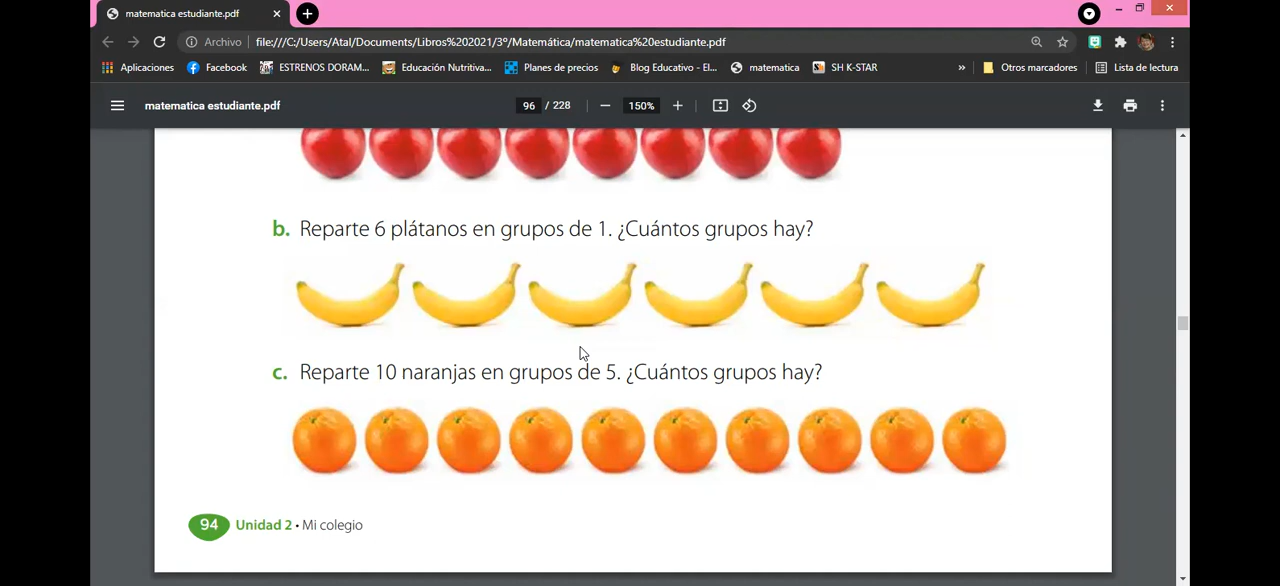 matematica estudiante.pdf
Archivo file:///C:/Users/Atal/Documents/Libros%202021/3º/Matemática/matematica%20estudiante.pdf
Aplicaciones Facebook ESTRENOS DORAM... Educación Nutritiva... Planes de precios Blog Educativo - El... matematica SH K-STAR » Otros marcadores Lista de lectura
matematica estudiante.pdf 96 / 228 150%
b. Reparte 6 plátanos en grupos de 1. ¿Cuántos grupos hay?
c. Reparte 10 naranjas en grupos de 5. ¿Cuántos grupos hay?
94 Unidad 2 • Mi colegio